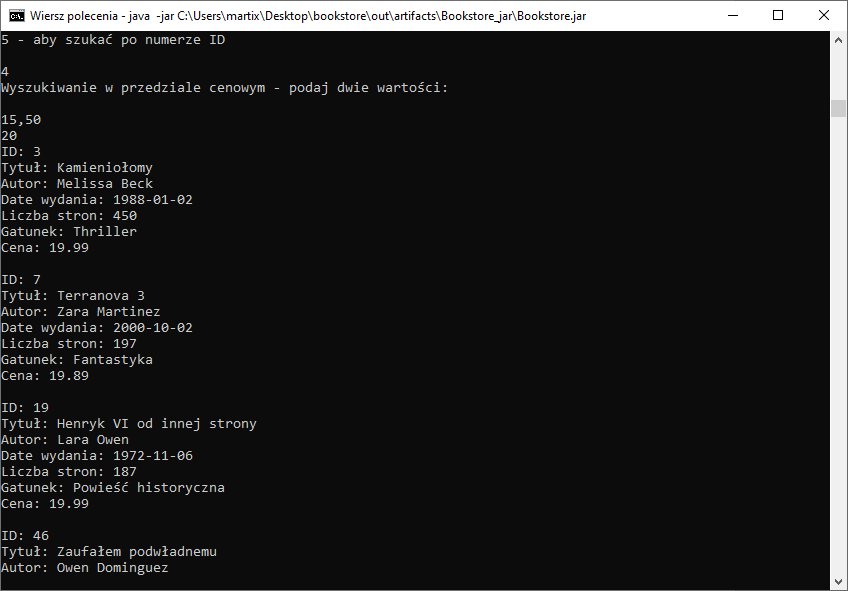 Wiersz polecenia - java  -jar C:\Users\martix\Desktop\bookstore\out\artifacts\Bookstore_jar\Bookstore.jar
5 - aby szukać po numerze ID
4
Wyszukiwanie w przedziale cenowym - podaj dwie wartości:
15,50
20
ID: 3
Tytuł: Kamieniołomy
Autor: Melissa Beck
Date wydania: 1988-01-02
Liczba stron: 450
Gatunek: Thriller
Cena: 19.99
ID: 7
Tytuł: Terranova 3
Autor: Zara Martinez
Date wydania: 2000-10-02
Liczba stron: 197
Gatunek: Fantastyka
Cena: 19.89
ID: 19
Tytuł: Henryk VI od innej strony
Autor: Lara Owen
Date wydania: 1972-11-06
Liczba stron: 187
Gatunek: Powieść historyczna
Cena: 19.99
ID: 46
Tytuł: Zaufałem podwładnemu
Autor: Owen Dominguez